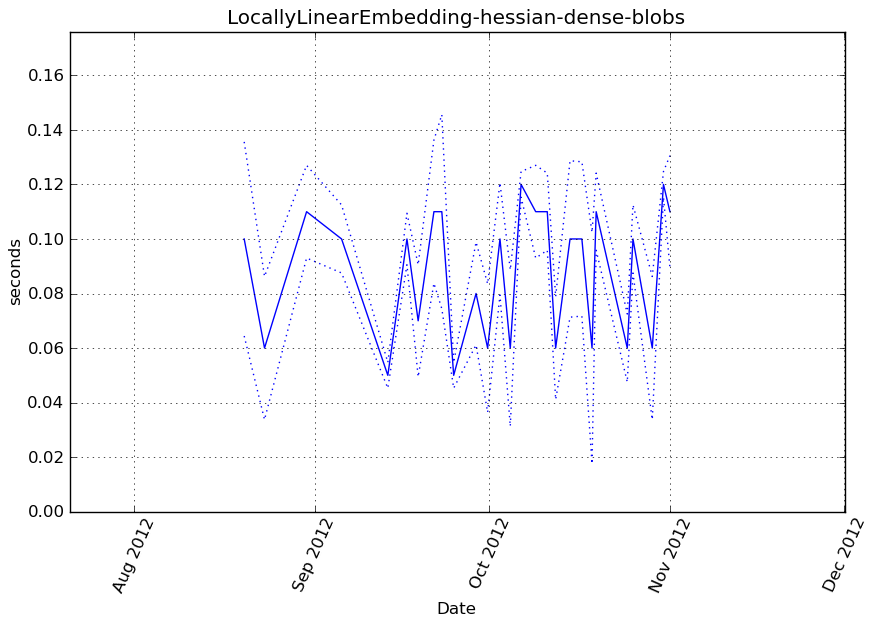 LocallyLinearEmbedding-hessian-dense-blobs
0.16
0.14
0.12
0.10
0.08
0.06
0.04
0.02
0.00
seconds
Aug 2012
Sep 2012
Oct 2012
Nov 2012
Dec 2012
Date